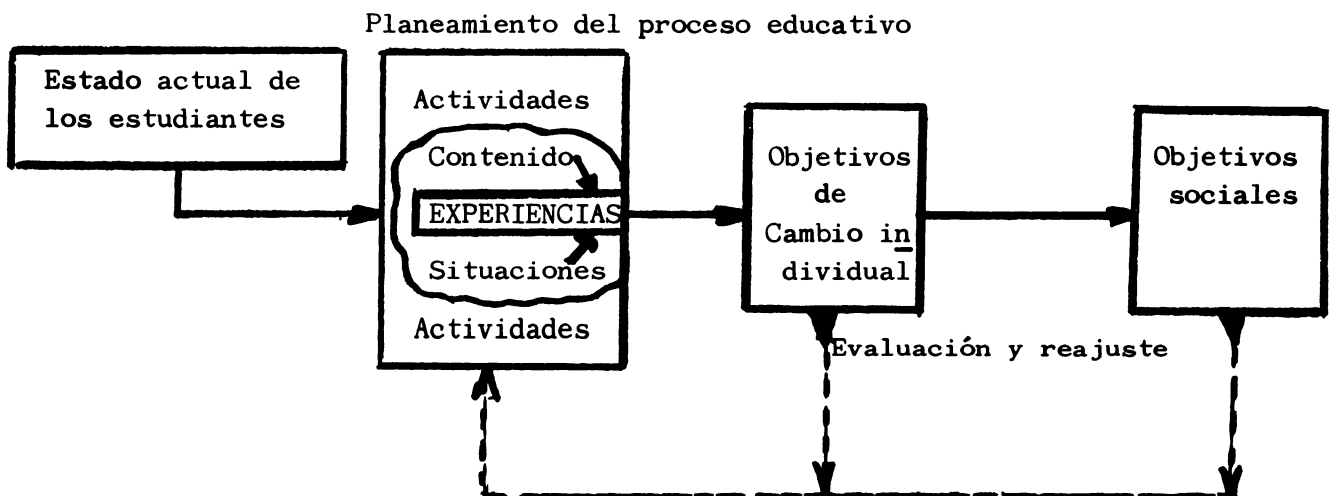 Planeamiento del proceso educativo
Estado actual de
los estudiantes
Actividades
Contenido
EXPERIENCIAS
Situaciones
Actividades
Objetivos
de
Cambio in
dividual
Objetivos
sociales
Evaluación y reajuste